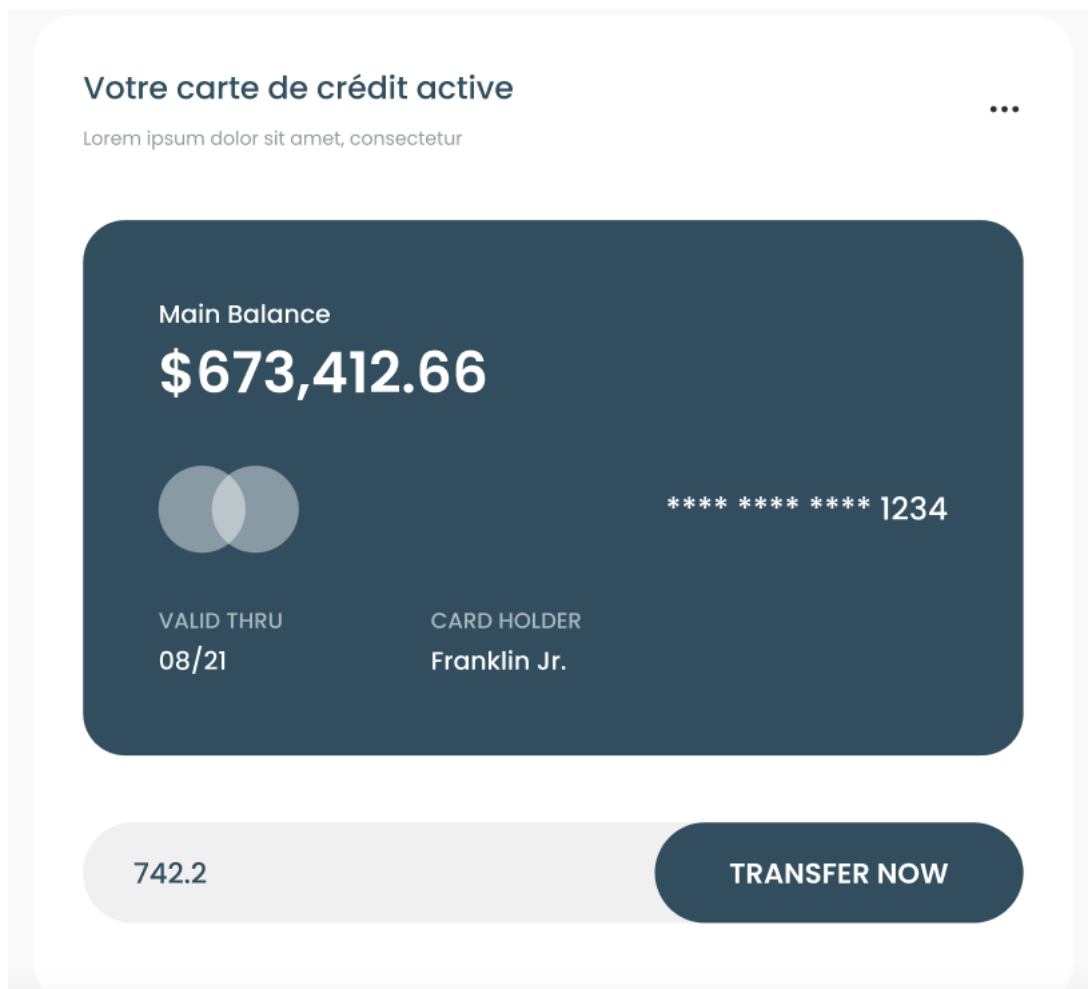 Votre carte de crédit active
Lorem ipsum dolor sit amet, consectetur
Main Balance
$673,412.66
**** **** **** 1234
VALID THRU CARD HOLDER
08/21 Franklin Jr.
742.2 TRANSFER NOW